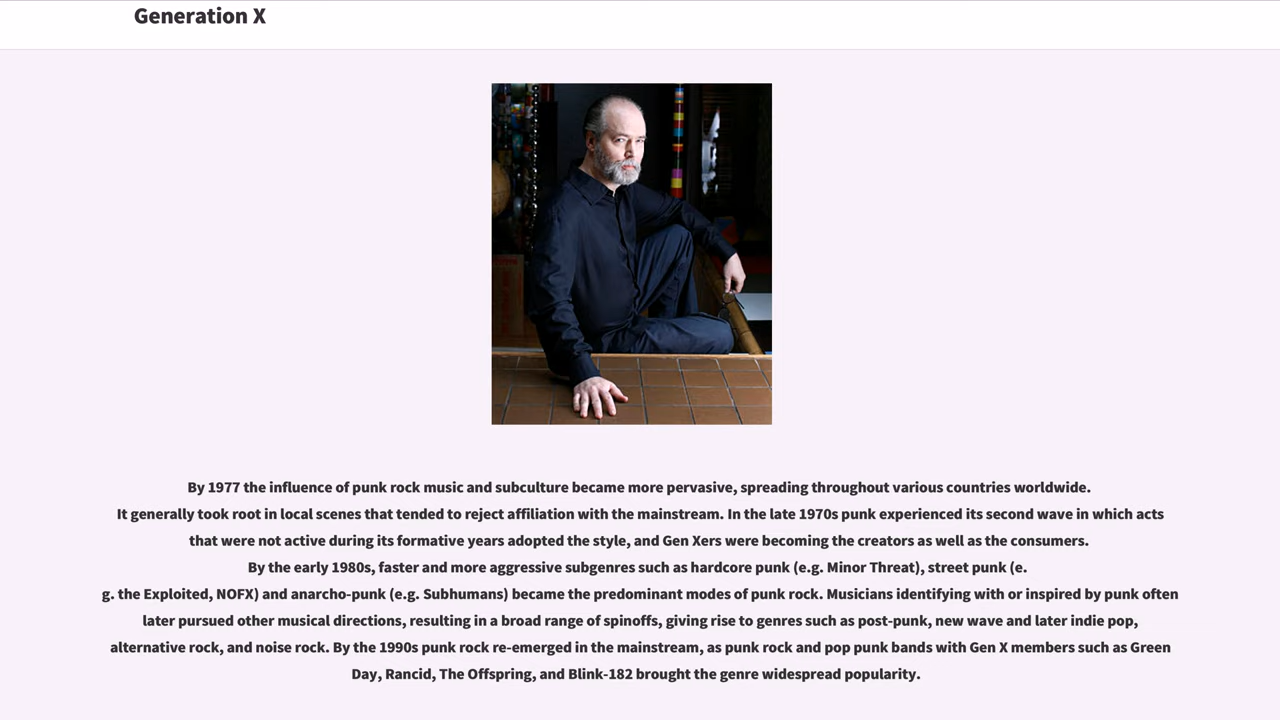 Generation X
By 1977 the influence of punk rock music and subculture became more pervasive, spreading throughout various countries worldwide.
It generally took root in local scenes that tended to reject affiliation with the mainstream. In the late 1970s punk experienced its second wave in which acts
that were not active during its formative years adopted the style, and Gen Xers were becoming the creators as well as the consumers.
By the early 1980s, faster and more aggressive subgenres such as hardcore punk (e.g. Minor Threat), street punk (e.
g. the Exploited, NOFX) and anarcho-punk (e.g. Subhumans) became the predominant modes of punk rock. Musicians identifying with or inspired by punk often
later pursued other musical directions, resulting in a broad range of spinoffs, giving rise to genres such as post-punk, new wave and later indie pop,
alternative rock, and noise rock. By the 1990s punk rock re-emerged in the mainstream, as punk rock and pop punk bands with Gen X members such as Green
Day, Rancid, The Offspring, and Blink-182 brought the genre widespread popularity.